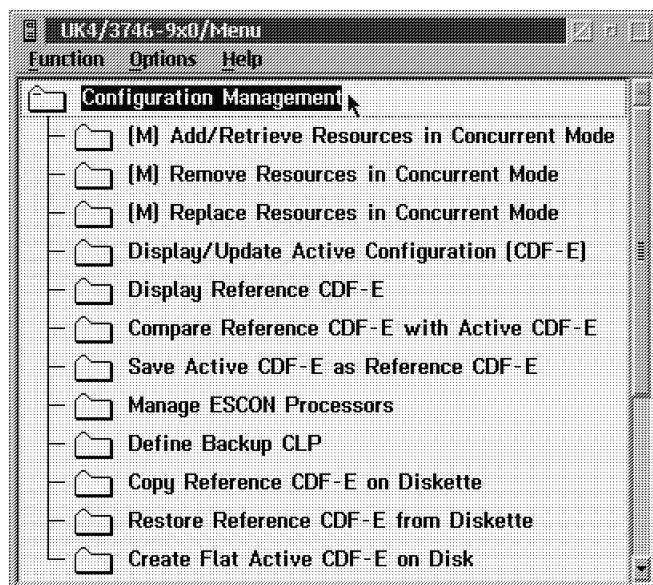 UK4/3746-9x0/Menu
Function Options Help
Configuration Management
(M) Add/Retrieve Resources in Concurrent Mode
(M) Remove Resources in Concurrent Mode
(M) Replace Resources in Concurrent Mode
Display/Update Active Configuration (CDF-E)
Display Reference CDF-E
Compare Reference CDF-E with Active CDF-E
Save Active CDF-E as Reference CDF-E
Manage ESCON Processors
Define Backup CLP
Copy Reference CDF-E on Diskette
Restore Reference CDF-E from Diskette
Create Flat Active CDF-E on Disk